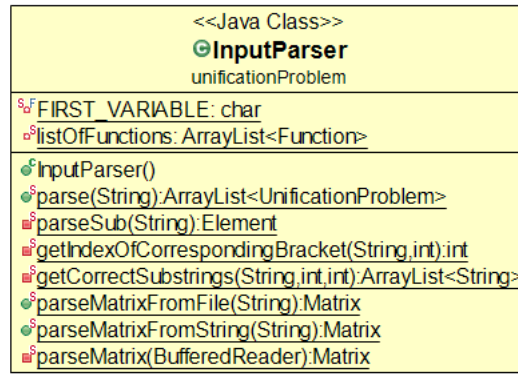 <<Java Class>>
InputParser
unificationProblem
FIRST_VARIABLE: char
listOfFunctions: ArrayList<Function>
InputParser()
parse(String):ArrayList<UnificationProblem>
parseSub(String):Element
getIndexOfCorrespondingBracket(String,int):int
getCorrectSubstrings(String,int,int):ArrayList<String>
parseMatrixFromFile(String):Matrix
parseMatrixFromString(String):Matrix
parseMatrix(BufferedReader):Matrix